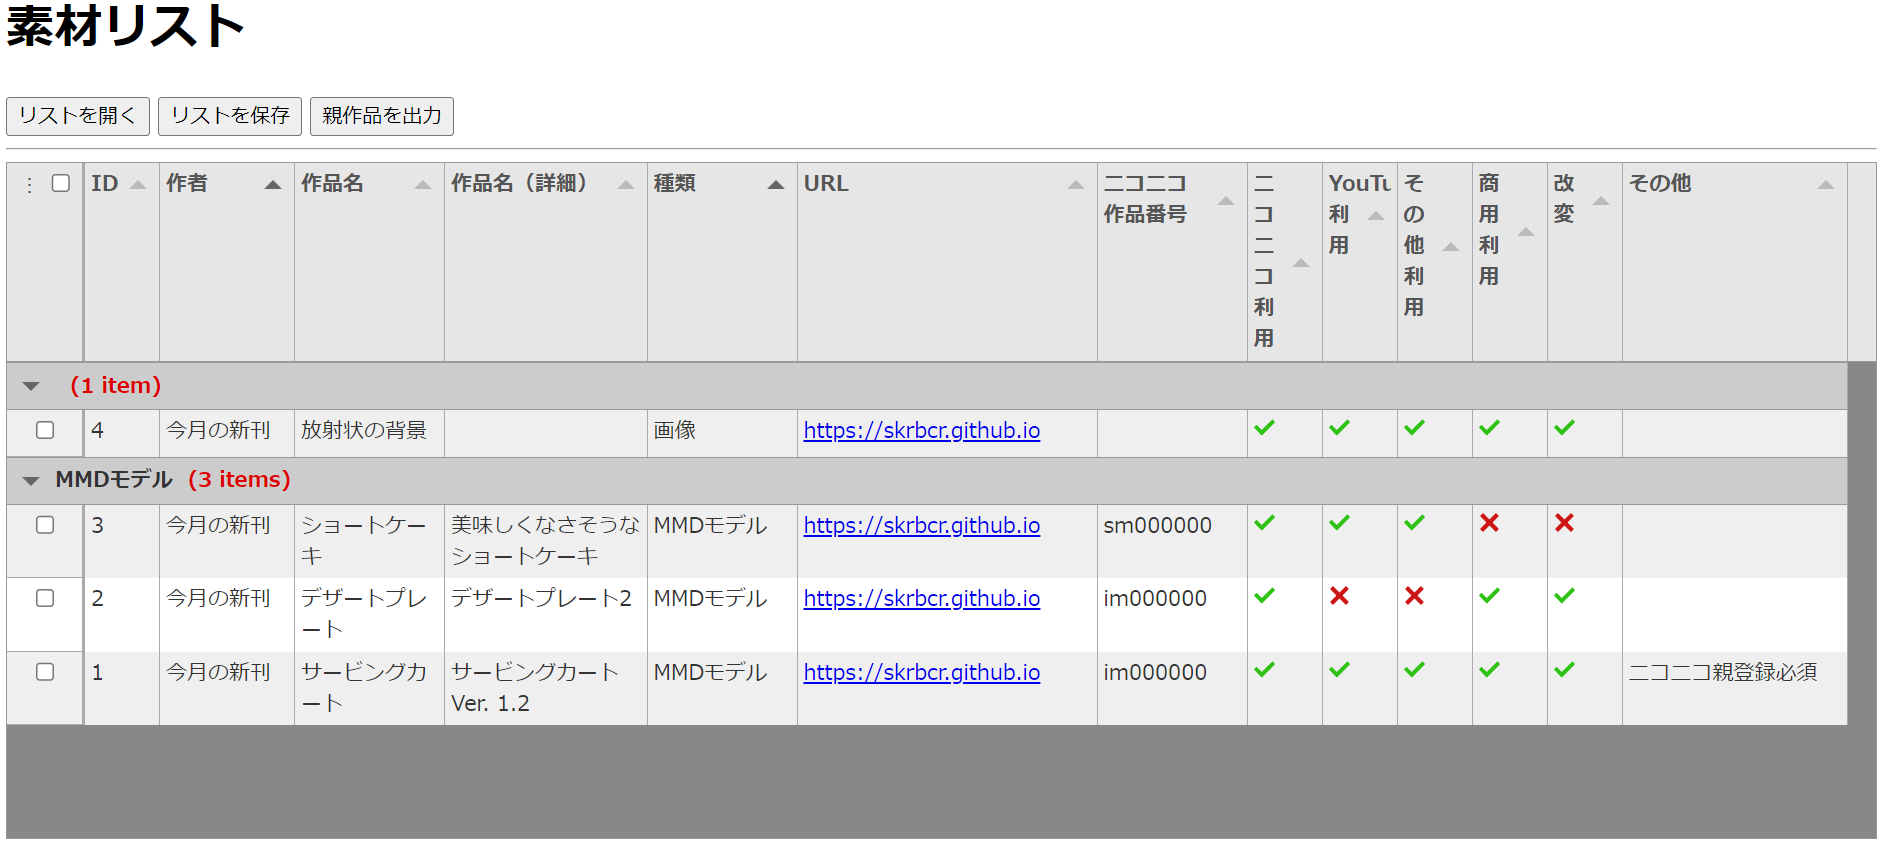 素材リスト
リストを開く リストを保存 親作品を出力
ID 作者 作品名 作品名（詳細） 種類 URL ニコニコ作品番号 ニコニコ利用 YouTu利用 その他利用 商用利用 改変 その他
(1 item)
4 今月の新刊 放射状の背景 画像 https://skrbcr.github.io
MMDモデル (3 items)
3 今月の新刊 ショートケーキ 美味しくなさそうなショートケーキ MMDモデル https://skrbcr.github.io sm000000
2 今月の新刊 デザートプレート デザートプレート2 MMDモデル https://skrbcr.github.io im000000
1 今月の新刊 サービングカート サービングカート Ver. 1.2 MMDモデル https://skrbcr.github.io im000000 ニコニコ親登録必須